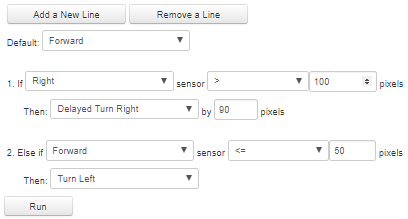 Add a New Line Remove a Line
Default: Forward
1. If Right sensor > 100 pixels
Then: Delayed Turn Right by 90 pixels
2. Else if Forward sensor <= 50 pixels
Then: Turn Left
Run